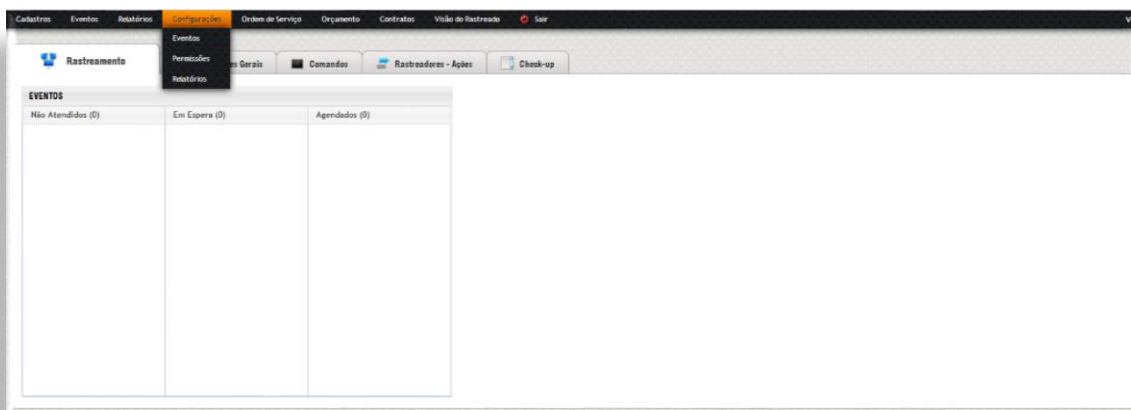 Cadastros Eventos Relatórios Configurações Ordem de Serviço Orçamento Contratos Visão do Rastreado Sair V
Eventos
Permissões
Relatórios
Rastreamento es Gerais Comandos Rastreadores - Ações Check-up
EVENTOS
Não Atendidos (0) Em Espera (0) Agendados (0)